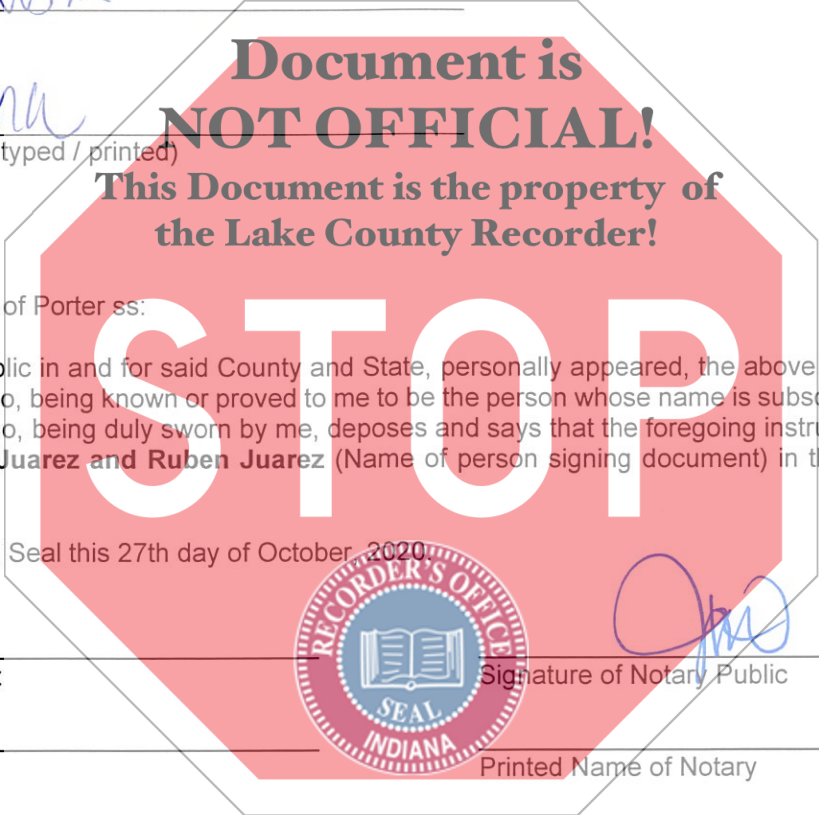 Document is
NOT OFFICIAL!
typed / printed)
This Document is the property of
the Lake County Recorder!
of Porter ss:
STOP
lic in and for said County and State, personally appeared, the above
o, being known or proved to me to be the person whose name is subsc
o, being duly sworn by me, deposes and says that the foregoing instru
Juarez and Ruben Juarez (Name of person signing document) in th
Seal this 27th day of October, 2020.
RECORDER'S OFFICE
SEAL
INDIANA
Signature of Notary Public
Printed Name of Notary